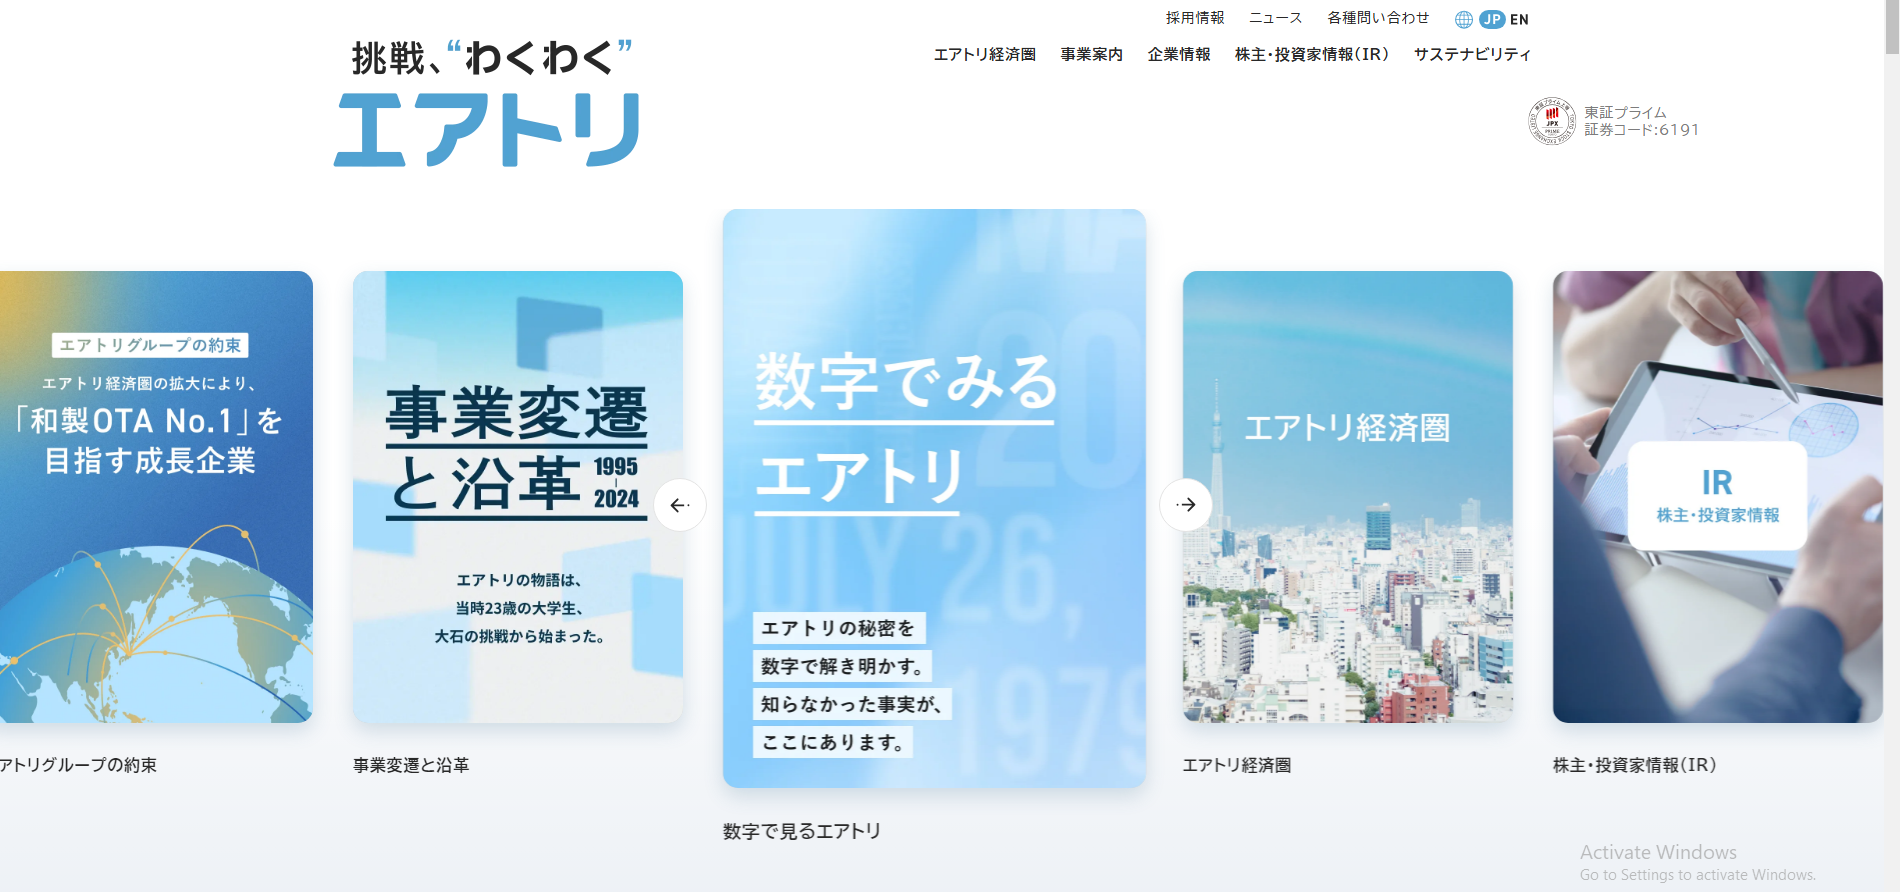 採用情報 ニュース 各種問い合わせ JP EN
挑戦、“わくわく”
エアトリ
エアトリ経済圏 事業案内 企業情報 株主・投資家情報（IR） サステナビリティ
JPX
PRIME
東証プライム
証券コード:6191
エアトリグループの約束
エアトリ経済圏の拡大により、
「和製OTA No.1」を
目指す成長企業
アトリグループの約束
事業変遷
と沿革 1995
2024
エアトリの物語は、
当時23歳の大学生、
大石の挑戦から始まった。
事業変遷と沿革
数字でみる
エアトリ
20
JULY 26,
1979
エアトリの秘密を
数字で解き明かす。
知らなかった事実が、
ここにあります。
数字で見るエアトリ
エアトリ経済圏
エアトリ経済圏
IR
株主・投資家情報
株主・投資家情報（IR）
Activate Windows
Go to Settings to activate Windows.